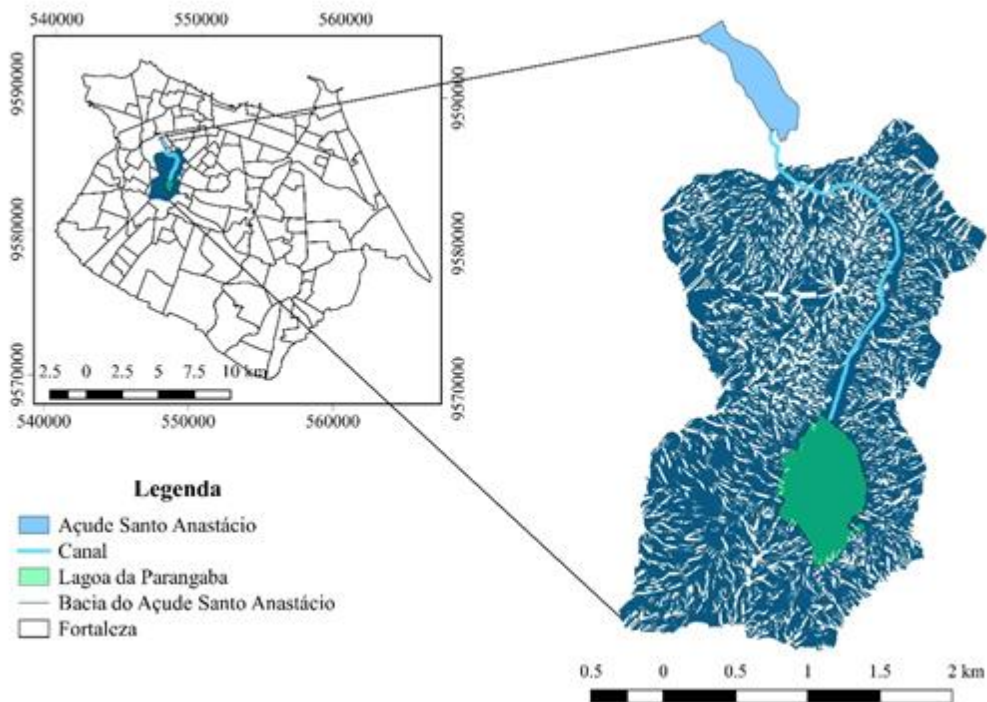 540000 550000 560000
9590000
9580000
9570000
9590000
9580000
9570000
2.5 0 2.5 5 7.5 10 km
540000 550000 560000
Legenda
Açude Santo Anastácio
Canal
Lagoa da Parangaba
Bacia do Açude Santo Anastácio
Fortaleza
0.5 0 0.5 1 1.5 2 km